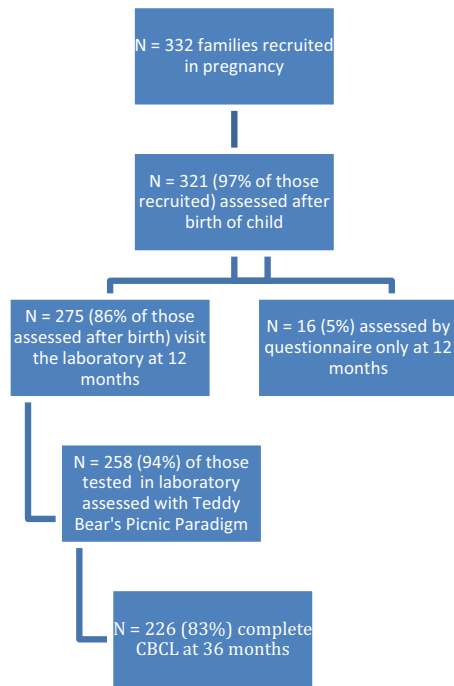 N = 332 families recruited
in pregnancy
N = 321 (97% of those
recruited) assessed after
birth of child
N = 275 (86% of those
assessed after birth) visit
the laboratory at 12
months
N = 16 (5%) assessed by
questionnaire only at 12
months
N = 258 (94%) of those
tested in laboratory
assessed with Teddy
Bear's Picnic Paradigm
N = 226 (83%) complete
CBCL at 36 months